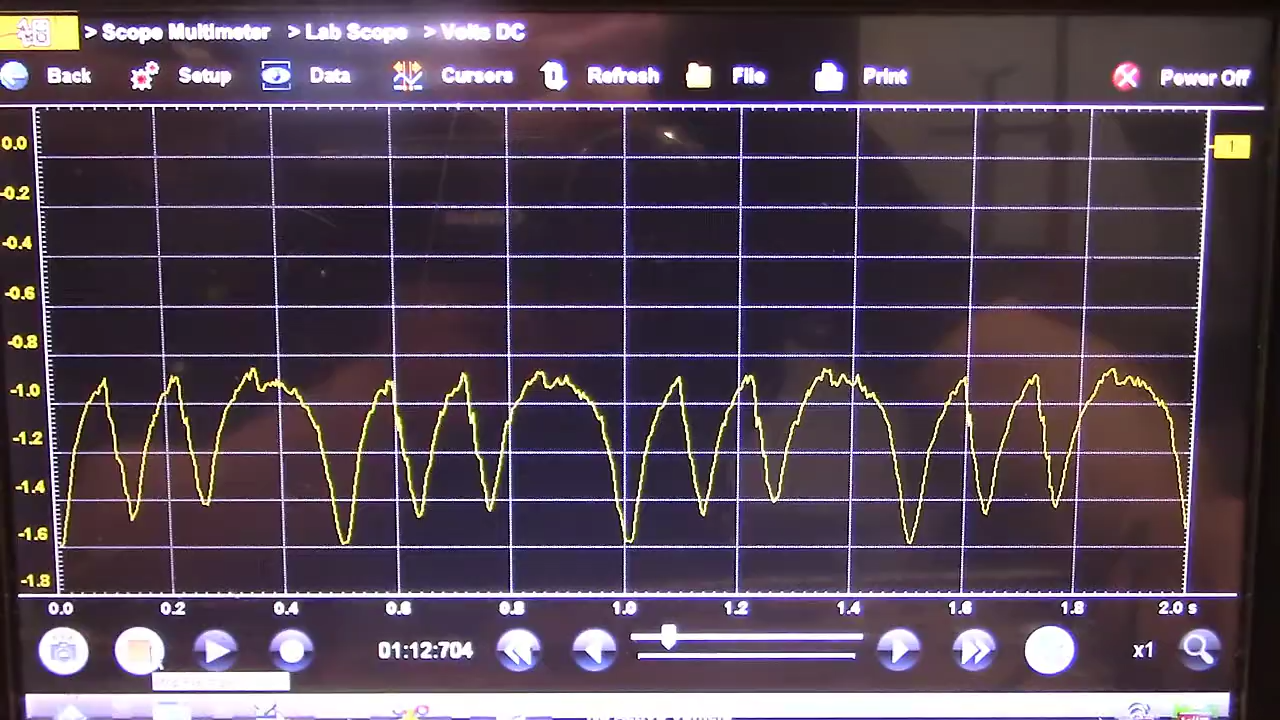 > Scope Multimeter > Lab Scope > Volts DC
Back Setup Data Cursors Refresh File Print Power Off
0.0
1
-0.2
-0.4
-0.6
-0.8
-1.0
-1.2
-1.4
-1.6
-1.8
0.0 0.2 0.4 0.6 0.8 1.0 1.2 1.4 1.6 1.8 2.0 s
01:12:704 x1